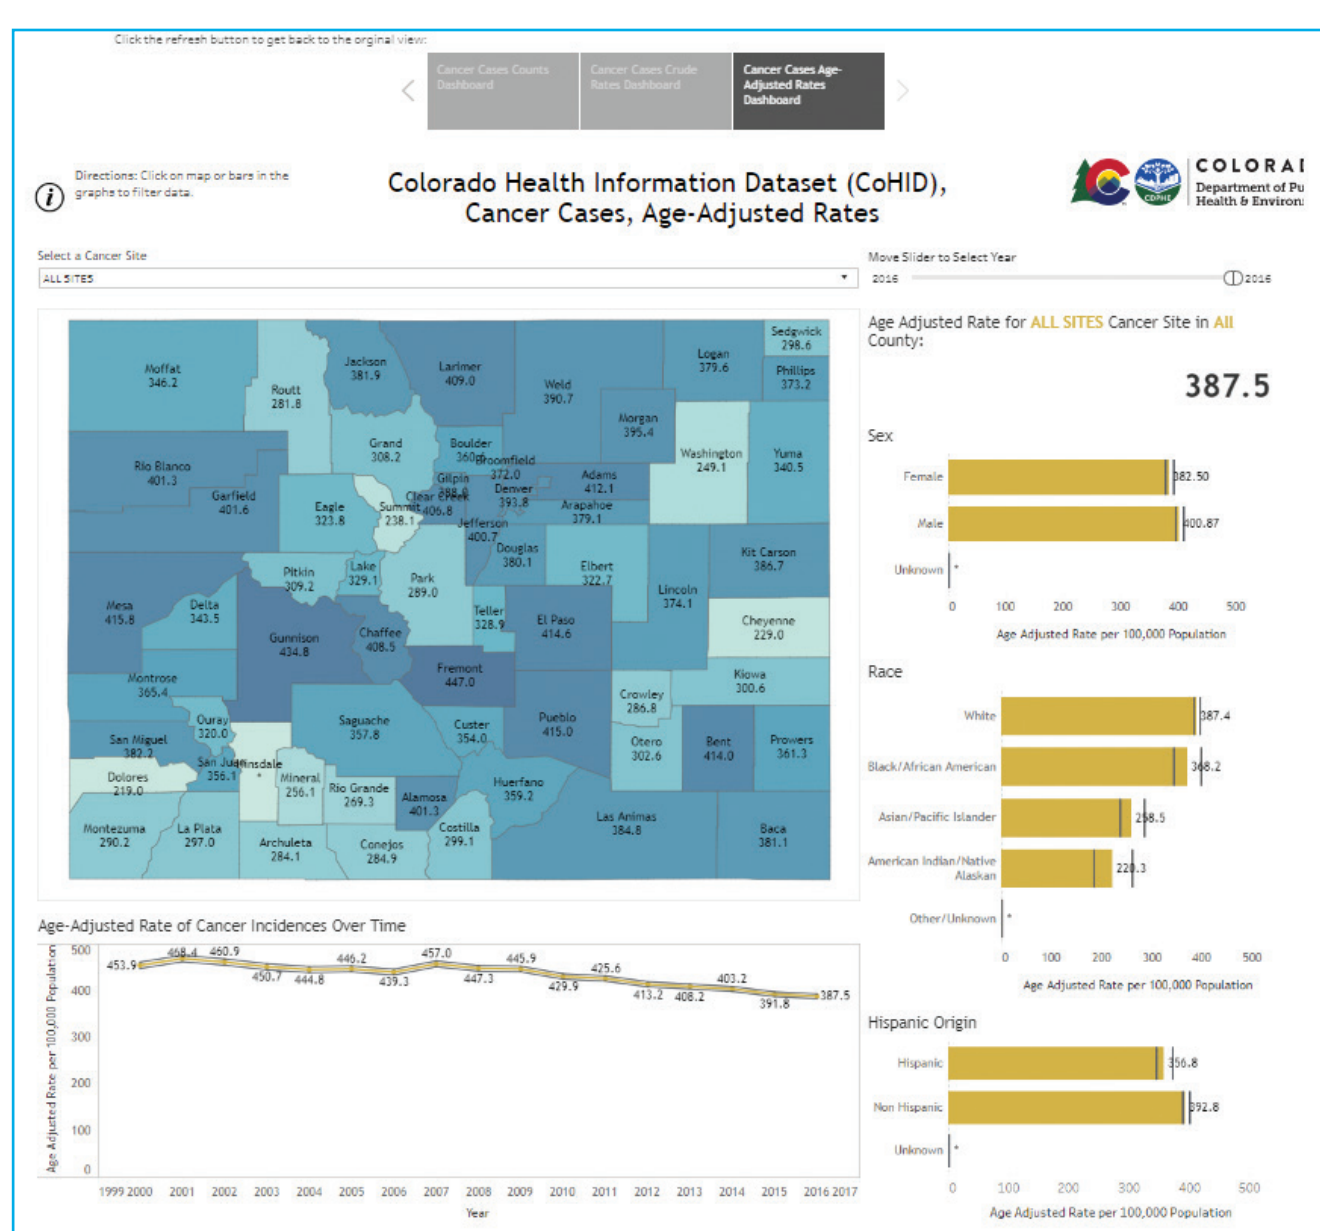 Click the refresh button to get back to the orginal view:
Cancer Cases Counts
Dashboard
Cancer Cases Crude
Rates Dashboard
Cancer Cases Age-
Adjusted Rates
Dashboard
Directions: Click on map or bars in the
graphs to filter data.
Colorado Health Information Dataset (CoHID),
Cancer Cases, Age-Adjusted Rates
CDPHE
COLORA
Department of Pu
Health & Environ
Select a Cancer Site
ALL SITES
Move Slider to Select Year
2016
2016
Moffat
346.2
Routt
281.8
Jackson
381.9
Larimer
409.0
Weld
390.7
Logan
379.6
Sedgwick
298.6
Phillips
373.2
Morgan
395.4
Grand
308.2
Boulder
360.6
Broomfield
372.0
Washington
249.1
Yuma
340.5
Rio Blanco
401.3
Garfield
401.6
Eagle
323.8
Summit
238.1
Gilpin
388.0
Clear Creek
406.8
Denver
393.8
Adams
412.1
Arapahoe
379.1
Jefferson
400.7
Douglas
380.1
Elbert
322.7
Kit Carson
386.7
Lincoln
374.1
Pitkin
309.2
Lake
329.1
Park
289.0
Mesa
415.8
Delta
343.5
Gunnison
434.8
Chaffee
408.5
Teller
328.9
El Paso
414.6
Cheyenne
229.0
Fremont
447.0
Kiowa
300.6
Montrose
365.4
Crowley
286.8
Ouray
320.0
Saguache
357.8
Custer
354.0
Pueblo
415.0
Otero
302.6
Bent
414.0
Prowers
361.3
San Miguel
382.2
San Juan
356.1
Hinsdale
*
Dolores
219.0
Mineral
256.1
Rio Grande
269.3
Alamosa
401.3
Huerfano
359.2
Montezuma
290.2
La Plata
297.0
Archuleta
284.1
Conejos
284.9
Costilla
299.1
Las Animas
384.8
Baca
381.1
Age Adjusted Rate for ALL SITES Cancer Site in All
County:
387.5
Sex
Female
382.50
Male
400.87
Unknown
*
0 100 200 300 400 500
Age Adjusted Rate per 100,000 Population
Race
White
387.4
Black/African American
368.2
Asian/Pacific Islander
258.5
American Indian/Native
Alaskan
220.3
Other/Unknown
*
0 100 200 300 400 500
Age Adjusted Rate per 100,000 Population
Hispanic Origin
Hispanic
356.8
Non Hispanic
392.8
Unknown
*
0 100 200 300 400 500
Age Adjusted Rate per 100,000 Population
Age-Adjusted Rate of Cancer Incidences Over Time
Age Adjusted Rate per 100,000 Population
500
400
300
200
100
0
453.9 468.4 460.9 450.7 444.8 446.2 439.3 457.0 447.3 445.9 429.9 425.6 413.2 408.2 403.2 391.8 387.5
1999 2000 2001 2002 2003 2004 2005 2006 2007 2008 2009 2010 2011 2012 2013 2014 2015 2016 2017
Year